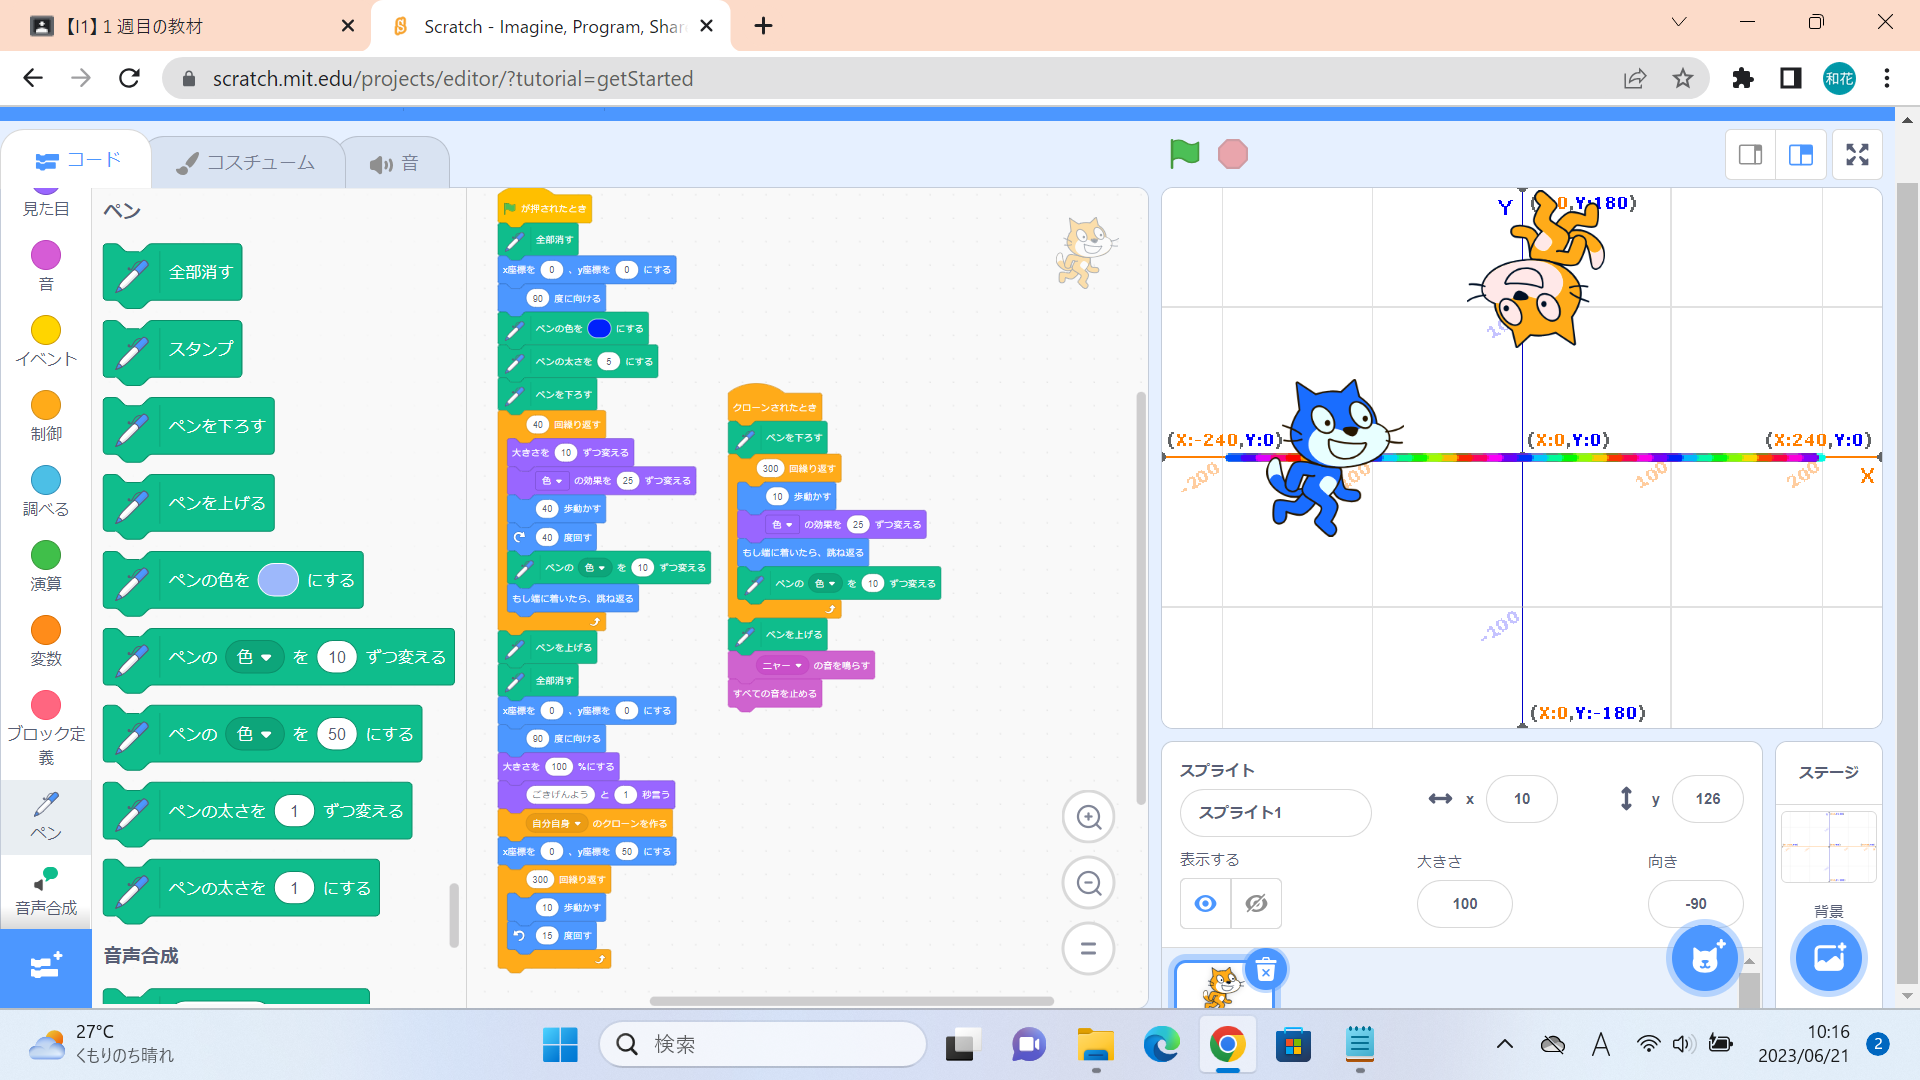 【I1】１週目の教材
Scratch - Imagine, Program, Shar
scratch.mit.edu/projects/editor/?tutorial=getStarted
和花
コード
コスチューム
音
見た目
音
イベント
制御
調べる
演算
変数
ブロック定
義
ペン
音声合成
ペン
全部消す
スタンプ
ペンを下ろす
ペンを上げる
ペンの色を にする
ペンの 色 を 10 ずつ変える
ペンの 色 を 50 にする
ペンの太さを 1 ずつ変える
ペンの太さを 1 にする
音声合成
が押されたとき
全部消す
x座標を 0 、y座標を 0 にする
90 度に向ける
ペンの色を にする
ペンの太さを 5 にする
ペンを下ろす
40 回繰り返す
大きさを 10 ずつ変える
色 の効果を 25 ずつ変える
40 歩動かす
40 度回す
ペンの 色 を 10 ずつ変える
もし端に着いたら、跳ね返る
ペンを上げる
全部消す
x座標を 0 、y座標を 0 にする
90 度に向ける
大きさを 100 %にする
ごきげんよう と 1 秒言う
自分自身 のクローンを作る
x座標を 0 、y座標を 50 にする
300 回繰り返す
10 歩動かす
15 度回す
クローンされたとき
ペンを下ろす
300 回繰り返す
10 歩動かす
色 の効果を 25 ずつ変える
もし端に着いたら、跳ね返る
ペンの 色 を 10 ずつ変える
ペンを上げる
ニャー の音を鳴らす
すべての音を止める
Y
0,Y:180)
(X:-240,Y:0)
(X:0,Y:0)
(X:240,Y:0)
X
-200
100
200
-100
(X:0,Y:-180)
スプライト
スプライト1
x 10
y 126
表示する
大きさ
100
向き
-90
ステージ
背景
27°C
くもりのち晴れ
検索
A
10:16
2023/06/21
2